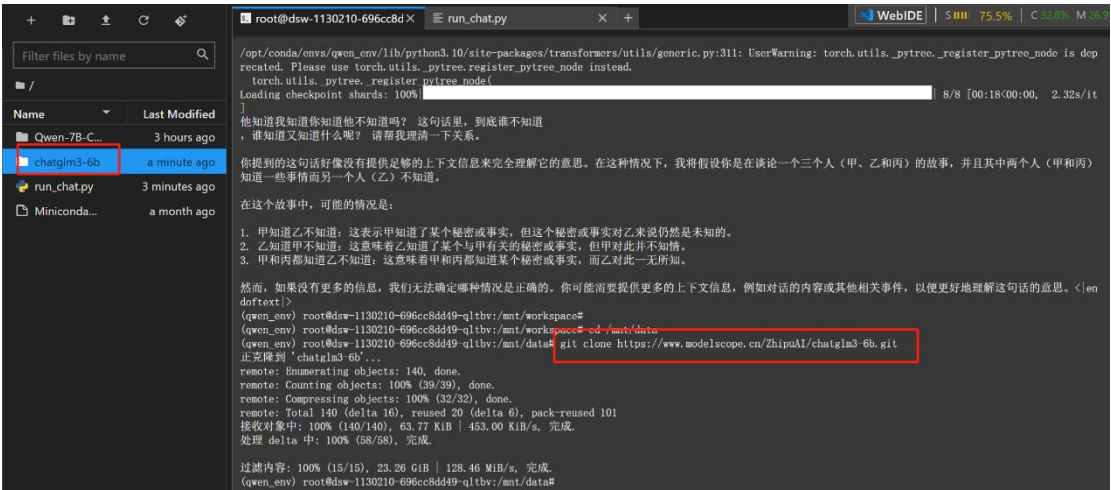 root@dsw-1130210-696cc8d ×
run_chat.py × +
WebIDE
S 75.5% C 32.8% M 26.9
Filter files by name
/
Name Last Modified
Qwen-7B-C... 3 hours ago
chatglm3-6b a minute ago
run_chat.py 3 minutes ago
Miniconda... a month ago
/opt/conda/envs/qwen_env/lib/python3.10/site-packages/transformers/utils/generic.py:311: UserWarning: torch.utils._pytree._register_pytree_node is dep
recated. Please use torch.utils._pytree.register_pytree_node instead.
torch.utils._pytree._register_pytree_node(
Loading checkpoint shards: 100%| | 8/8 [00:18<00:00, 2.32s/it
]
他知道我知道你知道他不知道吗? 这句话里，到底谁不知道
，谁知道又知道什么呢? 请帮我理清一下关系。
你提到的这句话好像没有提供足够的上下文信息来完全理解它的意思。在这种情况下，我将假设你是在谈论一个三个人（甲、乙和丙）的故事，并且其中两个人（甲和丙）
知道一些事情而另一个人（乙）不知道。
在这个故事中，可能的情况是：
1. 甲知道乙不知道：这表示甲知道了某个秘密或事实，但这个秘密或事实对乙来说仍然是未知的。
2. 乙知道甲不知道：这意味着乙知道了某个与甲有关的秘密或事实，但甲对此并不知情。
3. 甲和丙都知道乙不知道：这意味着甲和丙都知道某个秘密或事实，而乙对此一无所知。
然而，如果没有更多的信息，我们无法确定哪种情况是正确的。你可能需要提供更多的上下文信息，例如对话的内容或其他相关事件，以便更好地理解这句话的意思。<|en
doftext|>
(qwen_env) root@dsw-1130210-696cc8dd49-qltbv:/mnt/workspace#
(qwen_env) root@dsw-1130210-696cc8dd49-qltbv:/mnt/workspace# cd /mnt/data
(qwen_env) root@dsw-1130210-696cc8dd49-qltbv:/mnt/data# git clone https://www.modelscope.cn/ZhipuAI/chatglm3-6b.git
正克隆到 'chatglm3-6b'...
remote: Enumerating objects: 140, done.
remote: Counting objects: 100% (39/39), done.
remote: Compressing objects: 100% (32/32), done.
remote: Total 140 (delta 16), reused 20 (delta 6), pack-reused 101
接收对象中: 100% (140/140), 63.77 KiB | 453.00 KiB/s, 完成.
处理 delta 中: 100% (58/58), 完成.
过滤内容: 100% (15/15), 23.26 GiB | 128.46 MiB/s, 完成.
(qwen_env) root@dsw-1130210-696cc8dd49-qltbv:/mnt/data#